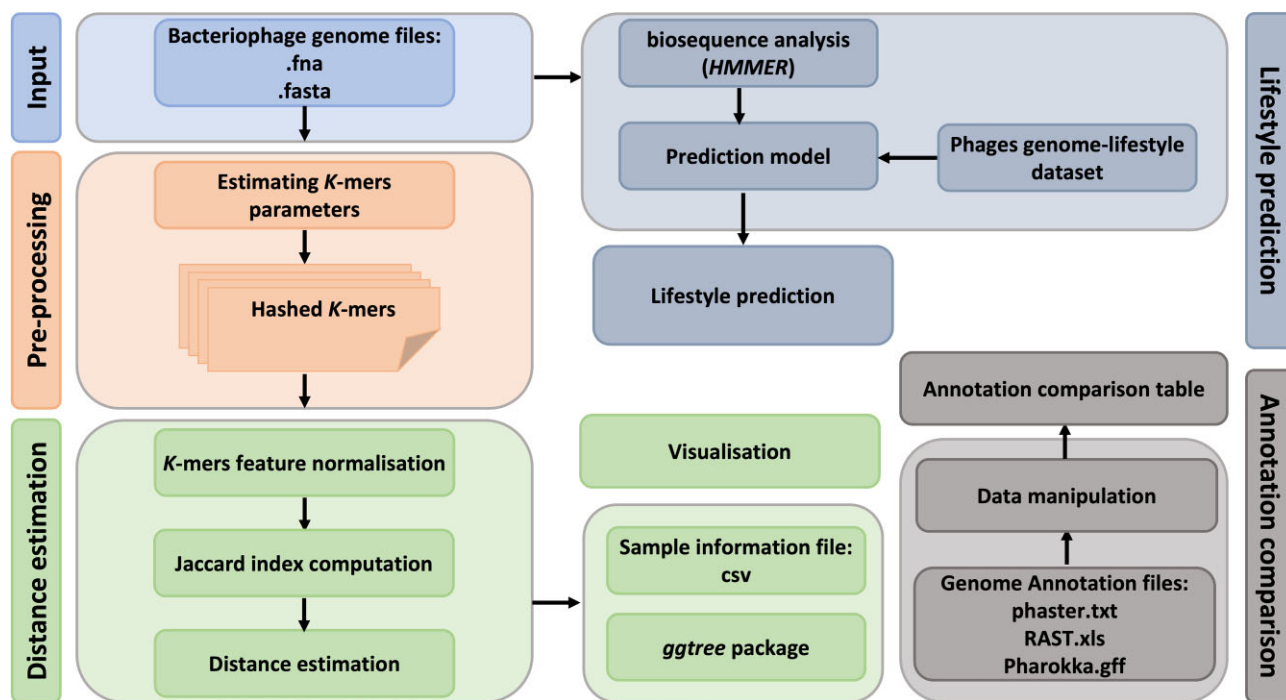 Input
Bacteriophage genome files:
.fna
.fasta
Pre-processing
Estimating K-mers
parameters
Hashed K-mers
Distance estimation
K-mers feature normalisation
Jaccard index computation
Distance estimation
biosequence analysis
(HMMER)
Prediction model
Phages genome-lifestyle
dataset
Lifestyle prediction
Lifestyle prediction
Visualisation
Sample information file:
csv
ggtree package
Annotation comparison table
Data manipulation
Genome Annotation files:
phaster.txt
RAST.xls
Pharokka.gff
Annotation comparison